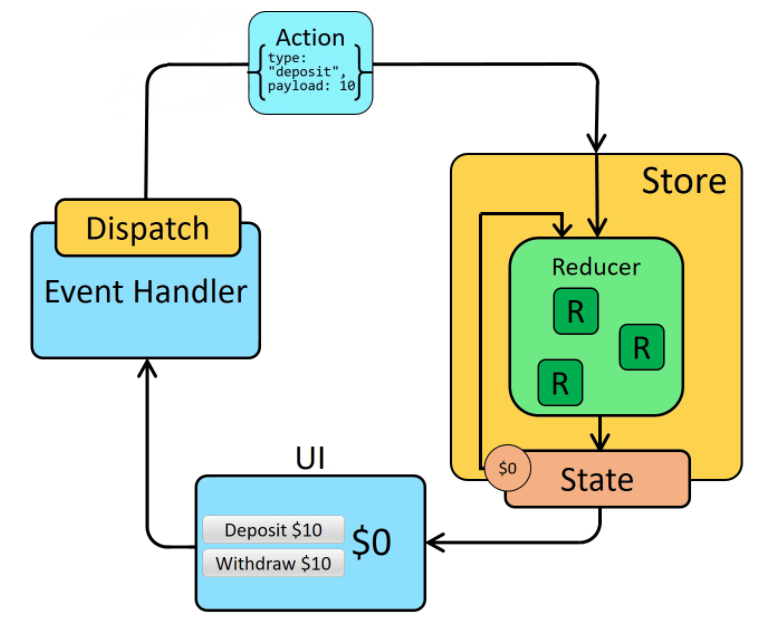 Action
{type:
"deposit",
payload: 10}
Store
Dispatch
Event Handler
Reducer
R
R
R
$0
State
UI
Deposit $10
$0
Withdraw $10